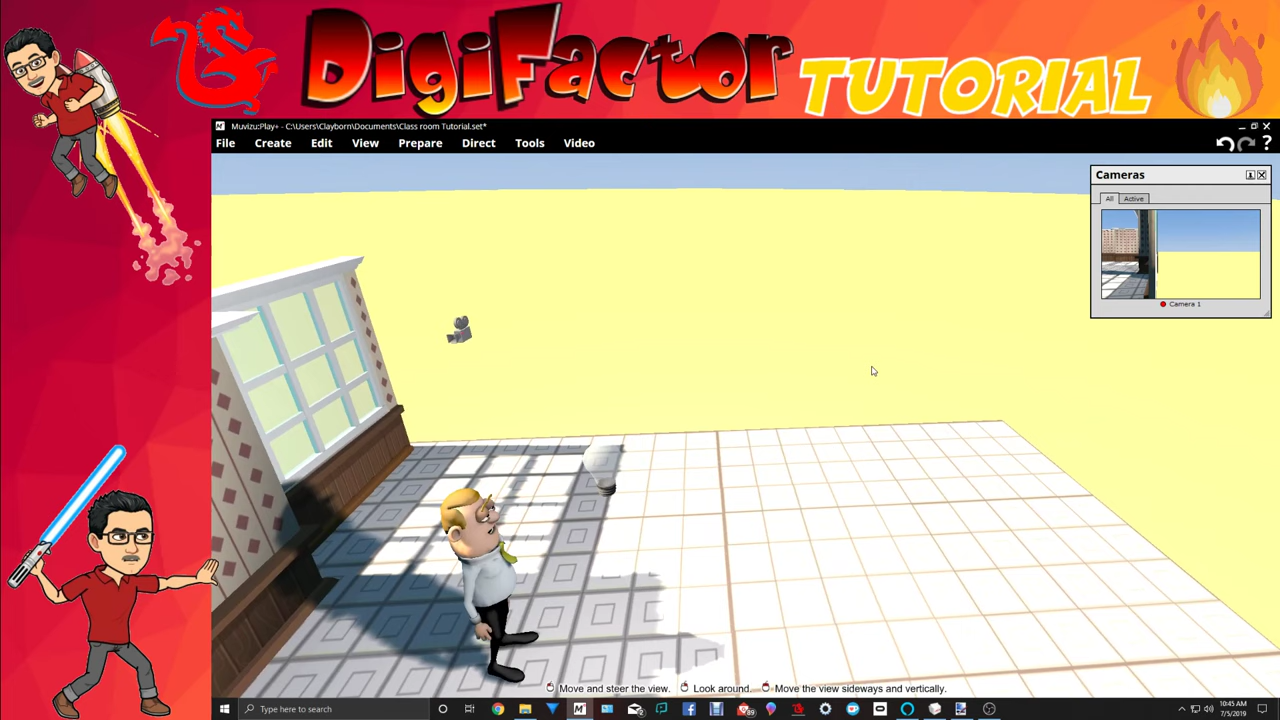 DigiFactor TUTORIAL
Muvizu:Play+ - C:\Users\Clayborn\Documents\Class room Tutorial.set*
File Create Edit View Prepare Direct Tools Video ?
Cameras
All Active
Camera 1
Move and steer the view. Look around. Move the view sideways and vertically.
Type here to search
10:45 AM
7/5/2019